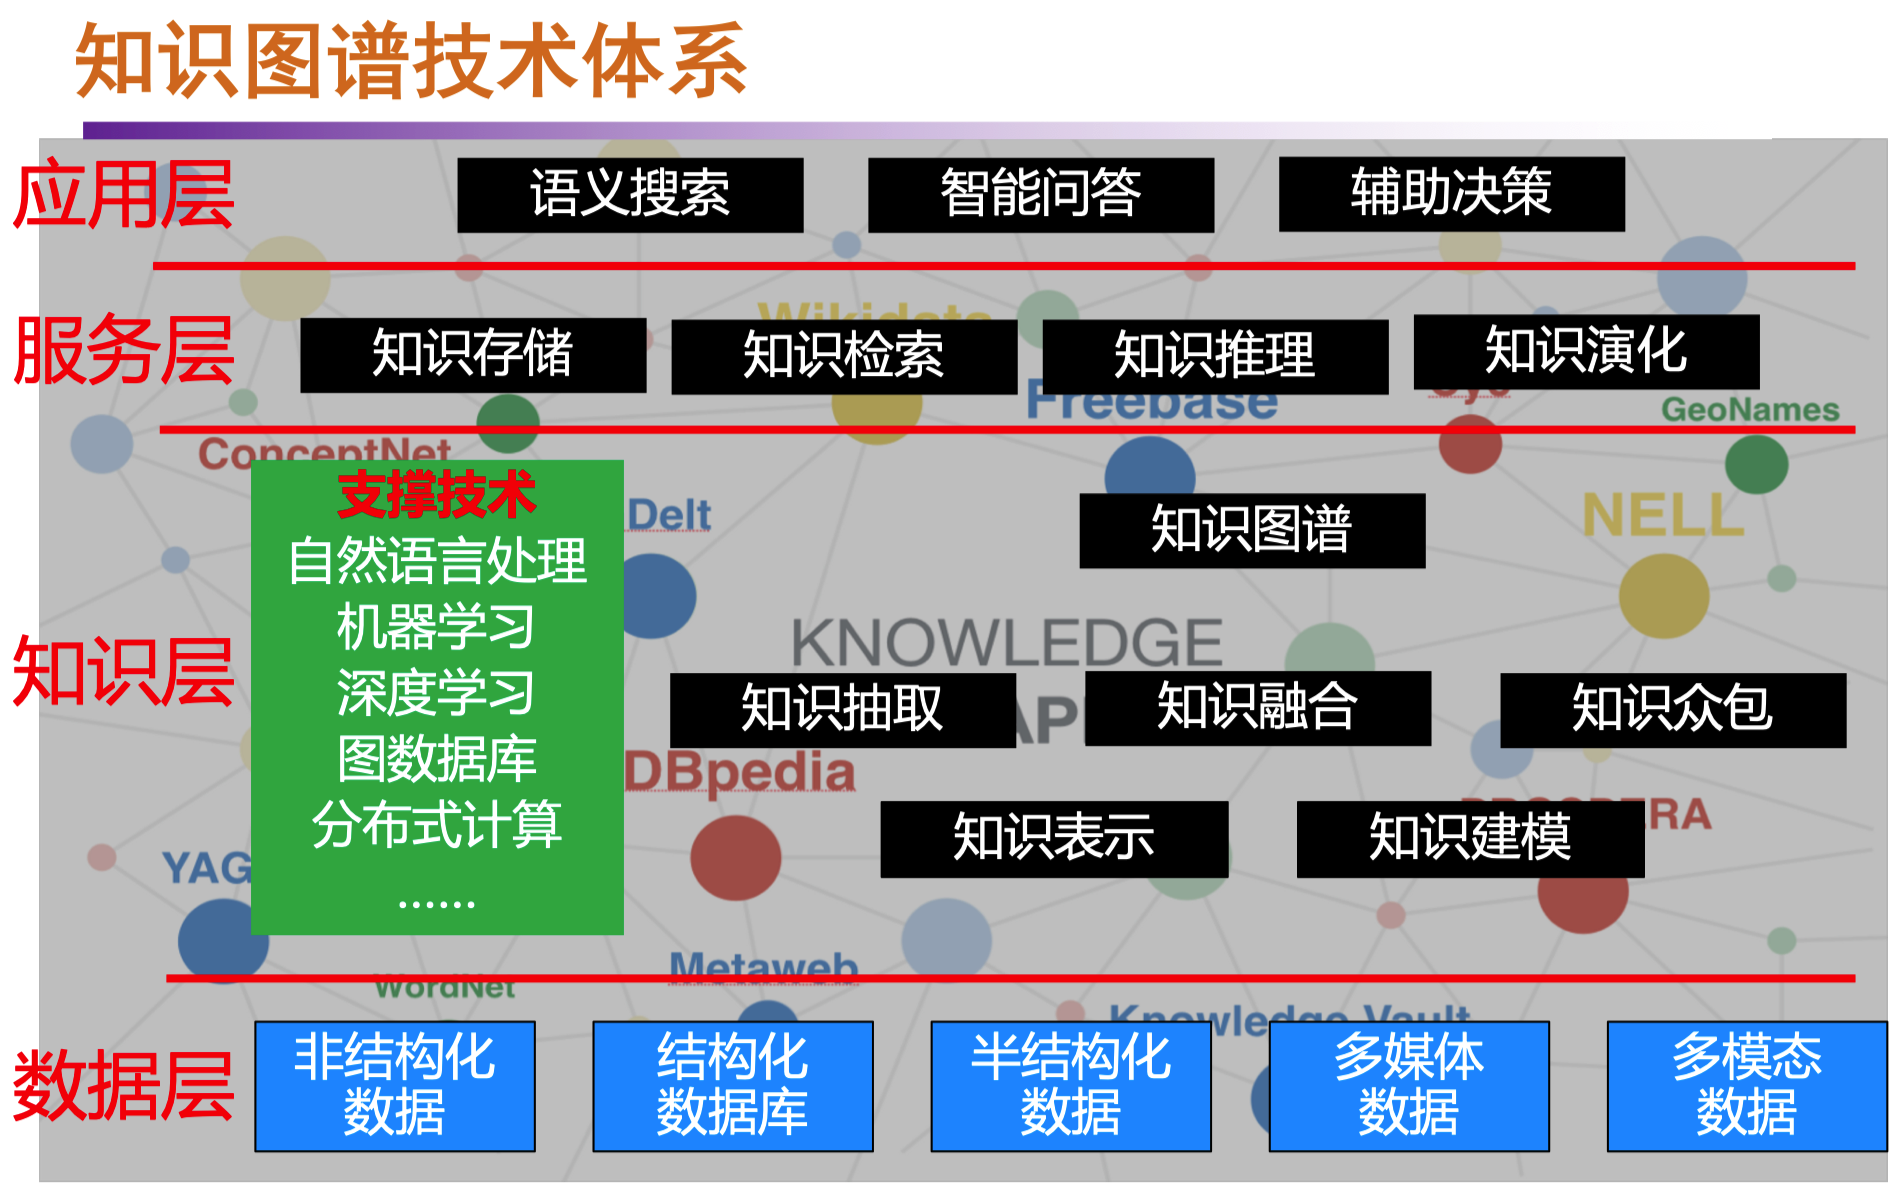 知识图谱技术体系
应用层
语义搜索
智能问答
辅助决策
服务层
Wikidata
知识存储
知识检索
知识推理
知识演化
Freebase
GeoNames
ConceptNet
知识层
支撑技术
自然语言处理
机器学习
深度学习
图数据库
分布式计算
……
Delt
NELL
知识图谱
KNOWLEDGE
知识抽取
知识融合
知识众包
DBpedia
知识表示
知识建模
YAG
WordNet
Metaweb
Knowledge Vault
数据层
非结构化
数据
结构化
数据库
半结构化
数据
多媒体
数据
多模态
数据